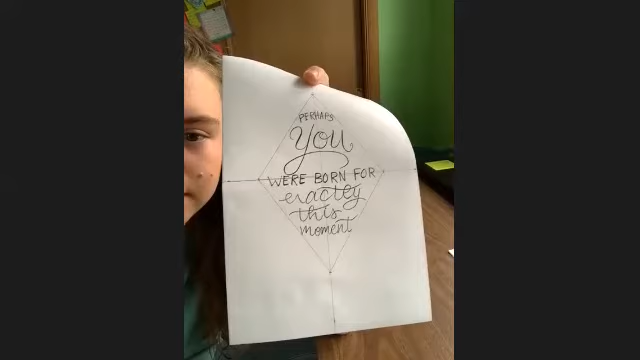 PERHAPS
You
WERE BORN FOR
exactly
this
moment